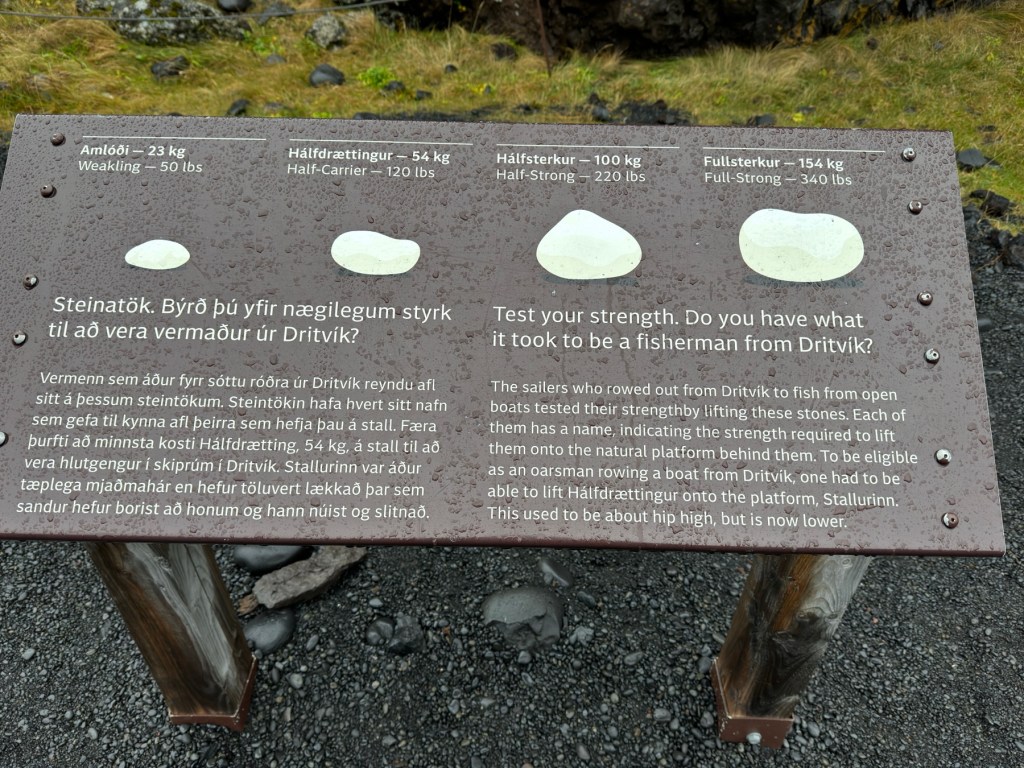 Amlóði — 23 kg
Weakling — 50 lbs
Hálfdrættingur — 54 kg
Half-Carrier — 120 lbs
Hálfsterkur — 100 kg
Half-Strong — 220 lbs
Fullsterkur — 154 kg
Full-Strong — 340 lbs
Steinatök. Býrð þú yfir nægilegum styrk
til að vera vermaður úr Dritvík?
Vermenn sem áður fyrr sóttu róðra úr Dritvík reyndu afl
sitt á þessum steintökum. Steintökin hafa hvert sitt nafn
sem gefa til kynna afl þeirra sem hefja þau á stall. Færa
þurfti að minnsta kosti Hálfdrætting, 54 kg, á stall til að
vera hlutgengur í skiprúm í Dritvík. Stallurinn var áður
tæplega mjaðmahár en hefur töluvert lækkað þar sem
sandur hefur borist að honum og hann núist og slitnað.
Test your strength. Do you have what
it took to be a fisherman from Dritvík?
The sailers who rowed out from Dritvík to fish from open
boats tested their strengthby lifting these stones. Each of
them has a name, indicating the strength required to lift
them onto the natural platform behind them. To be eligible
as an oarsman rowing a boat from Dritvík, one had to be
able to lift Hálfdrættingur onto the platform, Stallurinn.
This used to be about hip high, but is now lower.